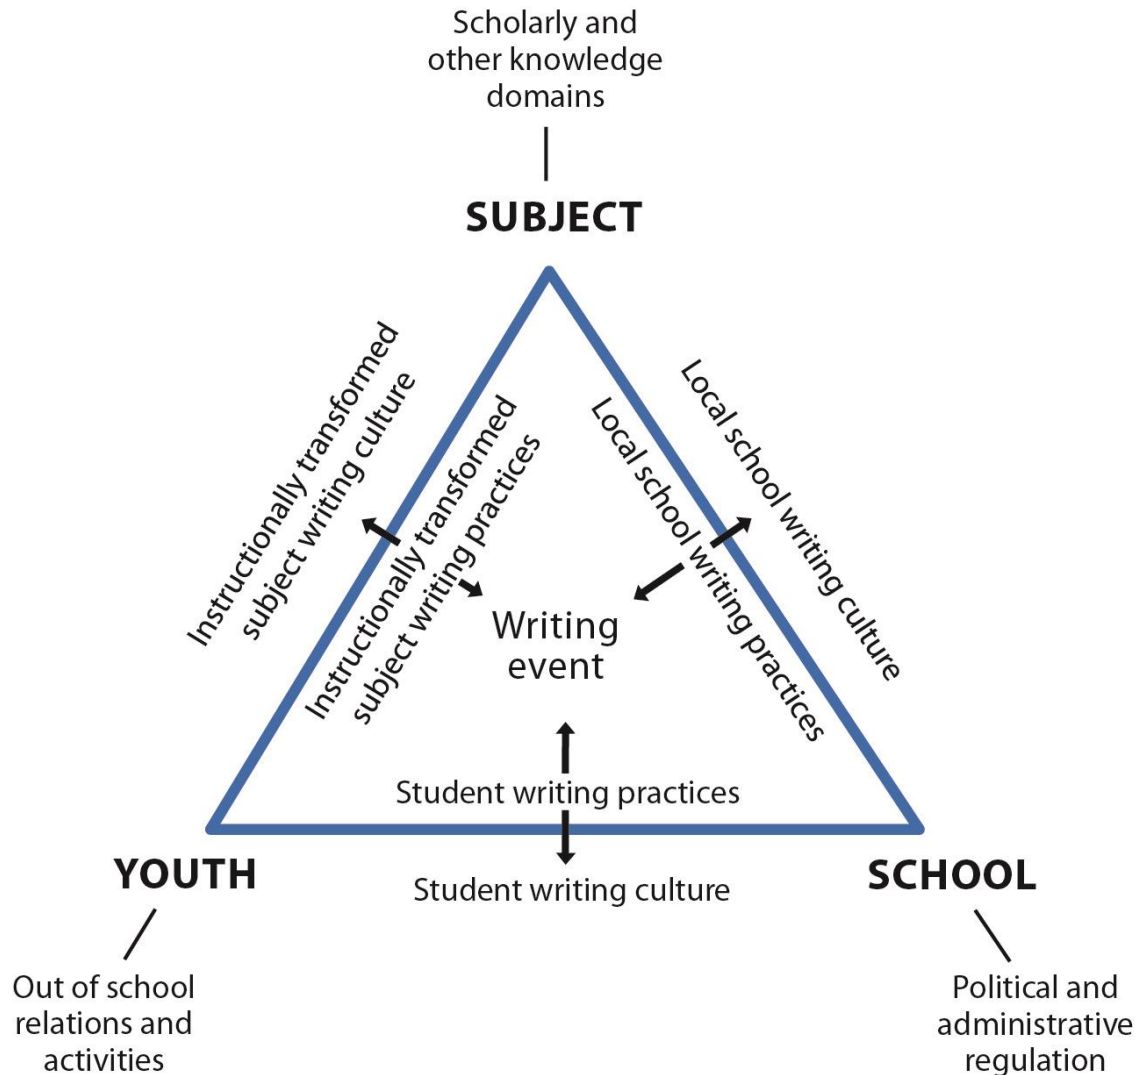 Scholarly and
other knowledge
domains
SUBJECT
Instructionally transformed
subject writing culture
Instructionally transformed
subject writing practices
Local school writing practices
Local school writing culture
Writing
event
Student writing practices
Student writing culture
YOUTH
SCHOOL
Out of school
relations and
activities
Political and
administrative
regulation